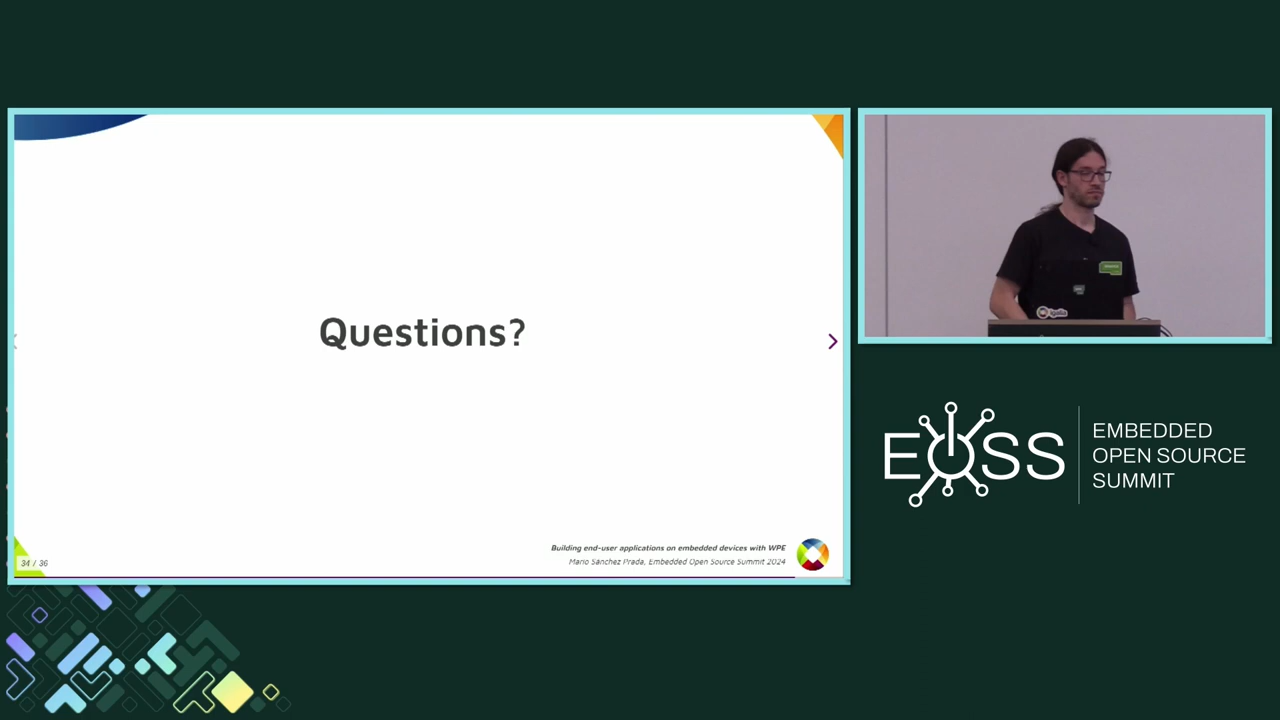 Questions?
34 / 36
Building end-user applications on embedded devices with WPE
Mario Sánchez Prada, Embedded Open Source Summit 2024
EOSS
EMBEDDED
OPEN SOURCE
SUMMIT